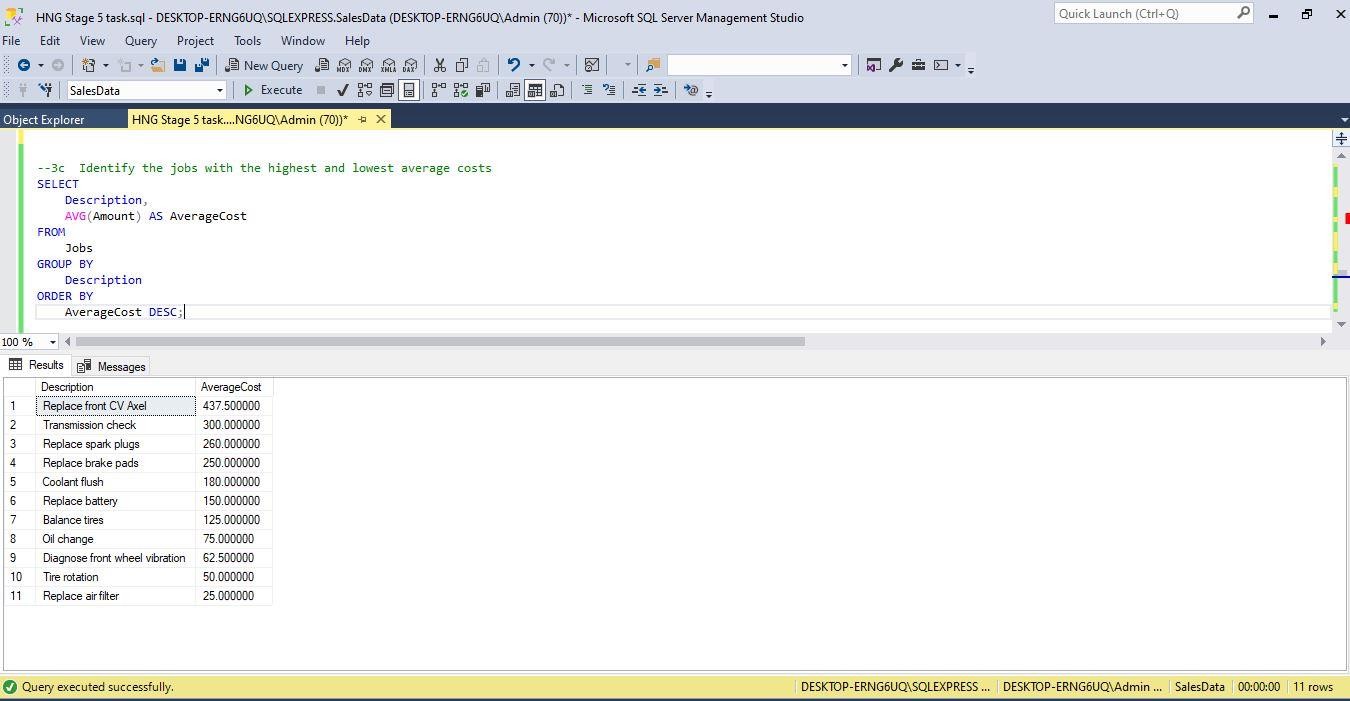 HNG Stage 5 task.sql - DESKTOP-ERNG6UQ\SQLEXPRESS.SalesData (DESKTOP-ERNG6UQ\Admin (70))* - Microsoft SQL Server Management Studio
Quick Launch (Ctrl+Q)
File Edit View Query Project Tools Window Help
New Query
MDX DMX XMLA DAX
SalesData
Execute
Object Explorer
HNG Stage 5 task....NG6UQ\Admin (70))*
--3c  Identify the jobs with the highest and lowest average costs
SELECT
Description,
AVG(Amount) AS AverageCost
FROM
Jobs
GROUP BY
Description
ORDER BY
AverageCost DESC;
100 %
Results Messages
Description AverageCost
1 Replace front CV Axel 437.500000
2 Transmission check 300.000000
3 Replace spark plugs 260.000000
4 Replace brake pads 250.000000
5 Coolant flush 180.000000
6 Replace battery 150.000000
7 Balance tires 125.000000
8 Oil change 75.000000
9 Diagnose front wheel vibration 62.500000
10 Tire rotation 50.000000
11 Replace air filter 25.000000
Query executed successfully.
DESKTOP-ERNG6UQ\SQLEXPRESS ... DESKTOP-ERNG6UQ\Admin ... SalesData 00:00:00 11 rows